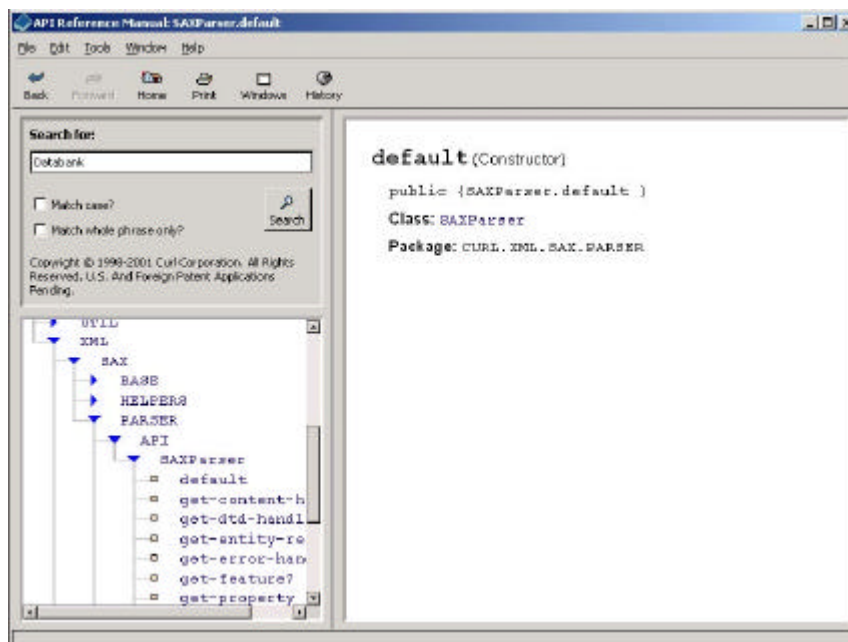 API Reference Manual: SAXParser.default
File Edit Tools Window Help
Back Forward Home Print Windows History
Search for:
Databank
Match case?
Match whole phrase only?
Search
Copyright © 1998-2001 Curl Corporation. All Rights
Reserved. U.S. And Foreign Patent Applications
Pending.
UTIL
XML
SAX
BASE
HELPERS
PARSER
API
SAXParser
default
get-content-h
get-dtd-handl
get-entity-re
get-error-han
get-feature?
get-property
default (Constructor)
public {SAXParser.default }
Class: SAXParser
Package: CURL.XML.SAX.PARSER